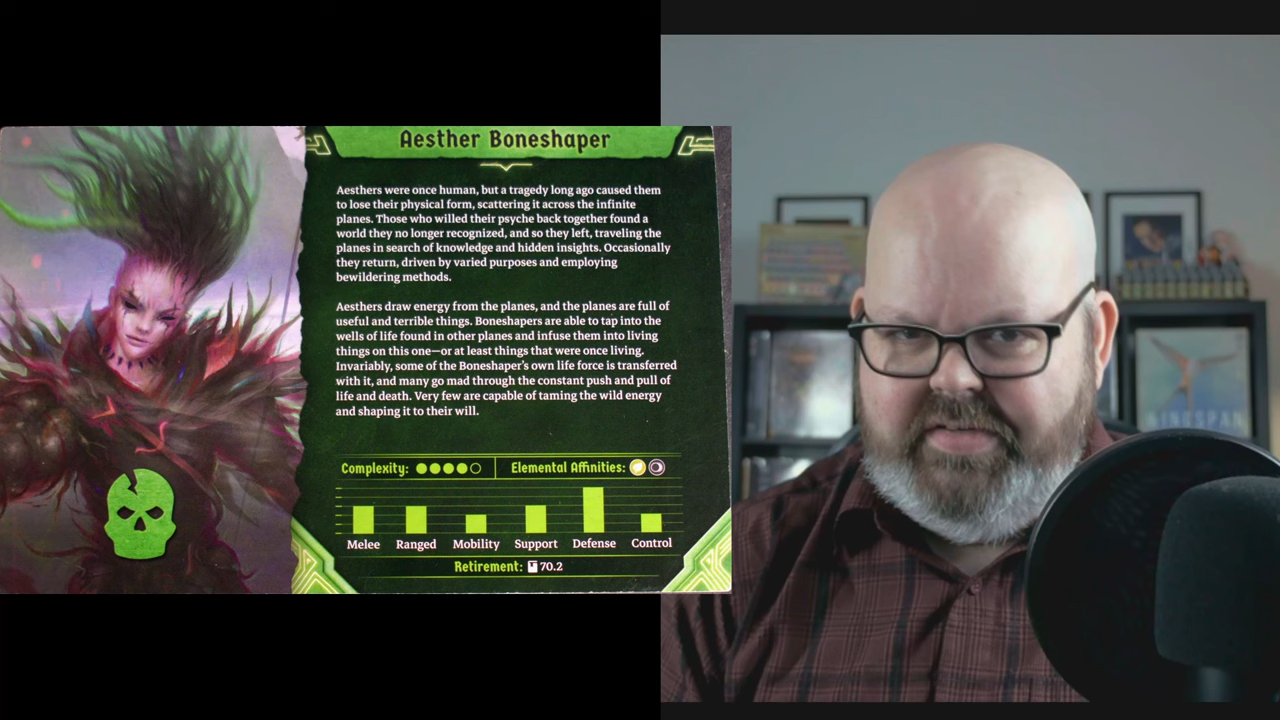 Aesther Boneshaper
Aesthers were once human, but a tragedy long ago caused them
to lose their physical form, scattering it across the infinite
planes. Those who willed their psyche back together found a
world they no longer recognized, and so they left, traveling the
planes in search of knowledge and hidden insights. Occasionally
they return, driven by varied purposes and employing
bewildering methods.
Aesthers draw energy from the planes, and the planes are full of
useful and terrible things. Boneshapers are able to tap into the
wells of life found in other planes and infuse them into living
things on this one—or at least things that were once living.
Invariably, some of the Boneshaper's own life force is transferred
with it, and many go mad through the constant push and pull of
life and death. Very few are capable of taming the wild energy
and shaping it to their will.
Complexity: Elemental Affinities:
Melee Ranged Mobility Support Defense Control
Retirement: 70.2
WINGSPAN